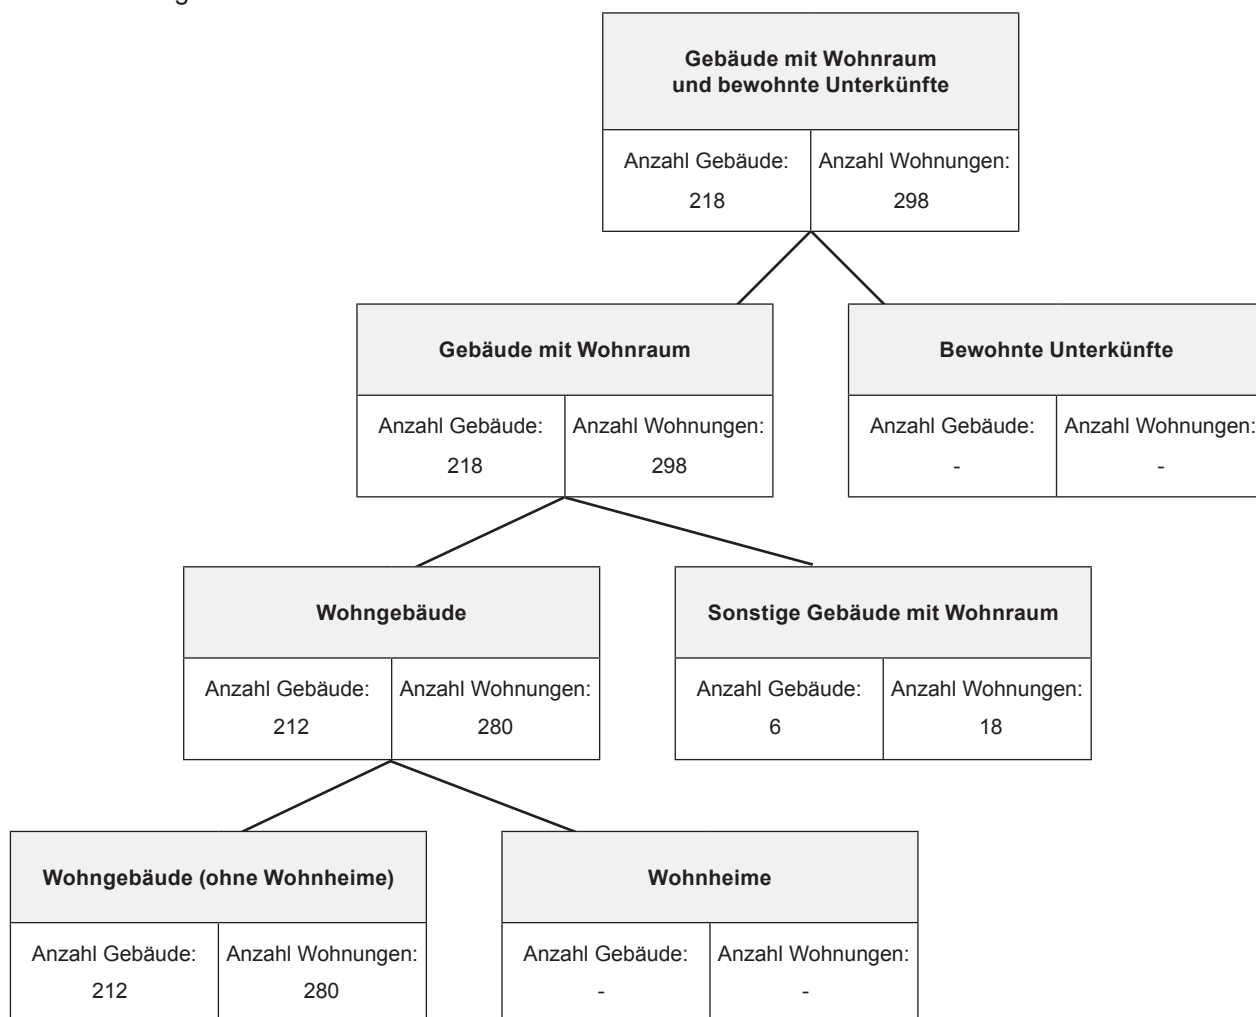 Gebäude mit Wohnraum
und bewohnte Unterkünfte
Anzahl Gebäude: Anzahl Wohnungen:
218 298
Gebäude mit Wohnraum
Anzahl Gebäude: Anzahl Wohnungen:
218 298
Bewohnte Unterkünfte
Anzahl Gebäude: Anzahl Wohnungen:
- -
Wohngebäude
Anzahl Gebäude: Anzahl Wohnungen:
212 280
Sonstige Gebäude mit Wohnraum
Anzahl Gebäude: Anzahl Wohnungen:
6 18
Wohngebäude (ohne Wohnheime)
Anzahl Gebäude: Anzahl Wohnungen:
212 280
Wohnheime
Anzahl Gebäude: Anzahl Wohnungen:
- -